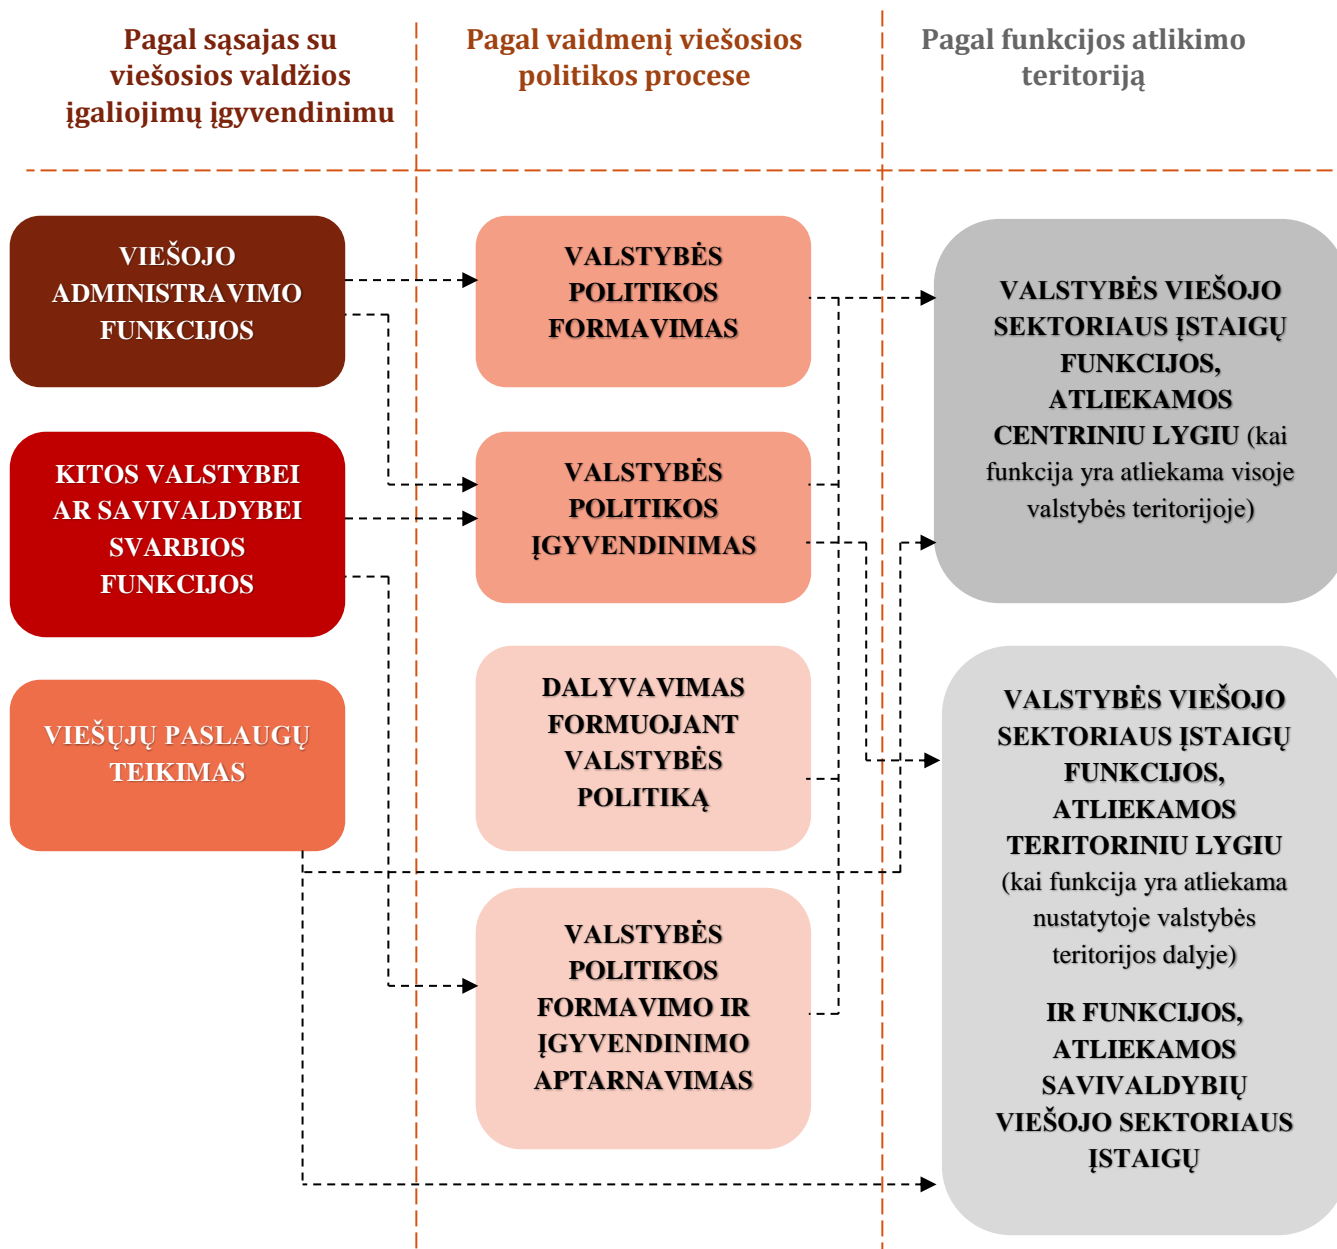 Pagal sąsajas su
viešosios valdžios
įgaliojimų įgyvendinimu
Pagal vaidmenį viešosios
politikos procese
Pagal funkcijos atlikimo
teritoriją
VIEŠOJO
ADMINISTRAVIMO
FUNKCIJOS
KITOS VALSTYBEI
AR SAVIVALDYBEI
SVARBIOS
FUNKCIJOS
VIEŠŲJŲ PASLAUGŲ
TEIKIMAS
VALSTYBĖS
POLITIKOS
FORMAVIMAS
VALSTYBĖS
POLITIKOS
ĮGYVENDINIMAS
DALYVAVIMAS
FORMUOJANT
VALSTYBĖS
POLITIKĄ
VALSTYBĖS
POLITIKOS
FORMAVIMO IR
ĮGYVENDINIMO
APTARNAVIMAS
VALSTYBĖS VIEŠOJO
SEKTORIAUS ĮSTAIGŲ
FUNKCIJOS,
ATLIEKAMOS
CENTRINIU LYGIU (kai
funkcija yra atliekama visoje
valstybės teritorijoje)
VALSTYBĖS VIEŠOJO
SEKTORIAUS ĮSTAIGŲ
FUNKCIJOS,
ATLIEKAMOS
TERITORINIU LYGIU
(kai funkcija yra atliekama
nustatytoje valstybės
teritorijos dalyje)
IR FUNKCIJOS,
ATLIEKAMOS
SAVIVALDYBIŲ
VIEŠOJO SEKTORIAUS
ĮSTAIGŲ